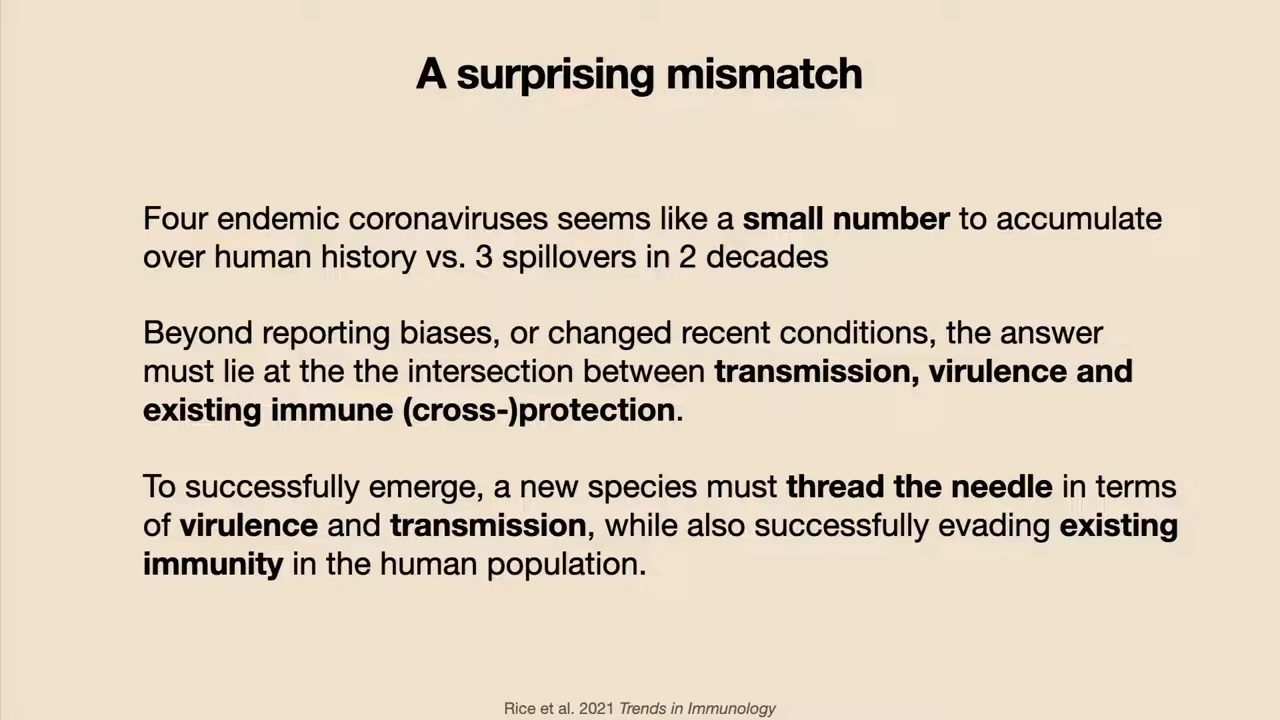 A surprising mismatch
Four endemic coronaviruses seems like a small number to accumulate
over human history vs. 3 spillovers in 2 decades
Beyond reporting biases, or changed recent conditions, the answer
must lie at the the intersection between transmission, virulence and
existing immune (cross-)protection.
To successfully emerge, a new species must thread the needle in terms
of virulence and transmission, while also successfully evading existing
immunity in the human population.
Rice et al. 2021 Trends in Immunology